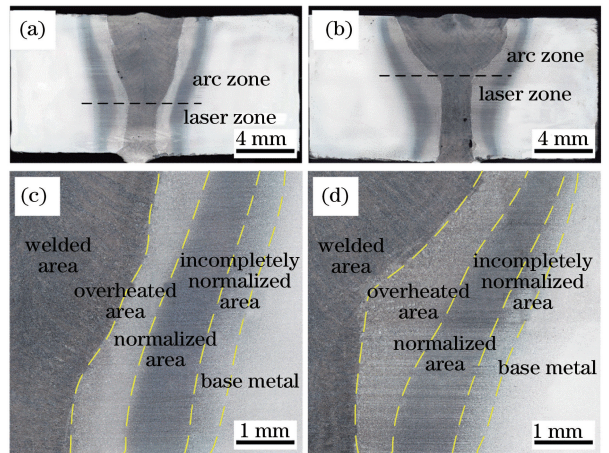 (a)
arc zone
laser zone
4 mm
(b)
arc zone
laser zone
4 mm
(c)
welded
area
overheated
area
normalized
area
incompletely
normalized
area
base metal
1 mm
(d)
welded
area
overheated
area
normalized
area
incompletely
normalized
area
base metal
1 mm